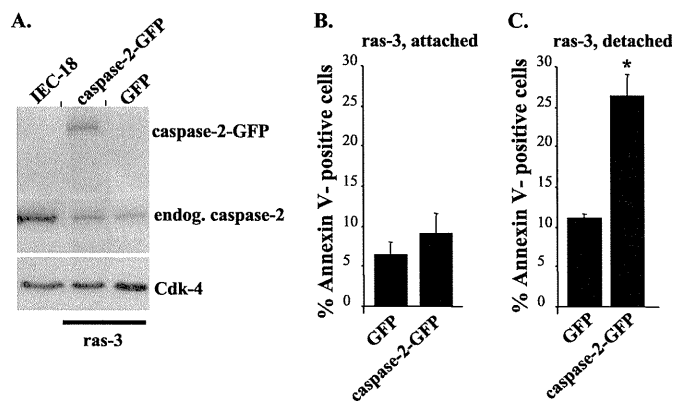 A.
IEC-18
caspase-2-GFP
GFP
caspase-2-GFP
endog. caspase-2
Cdk-4
ras-3
B.
ras-3, attached
% Annexin V- positive cells
30
25
20
15
10
5
0
GFP
caspase-2-GFP
C.
ras-3, detached
% Annexin V- positive cells
30
25
20
15
10
5
0
*
GFP
caspase-2-GFP